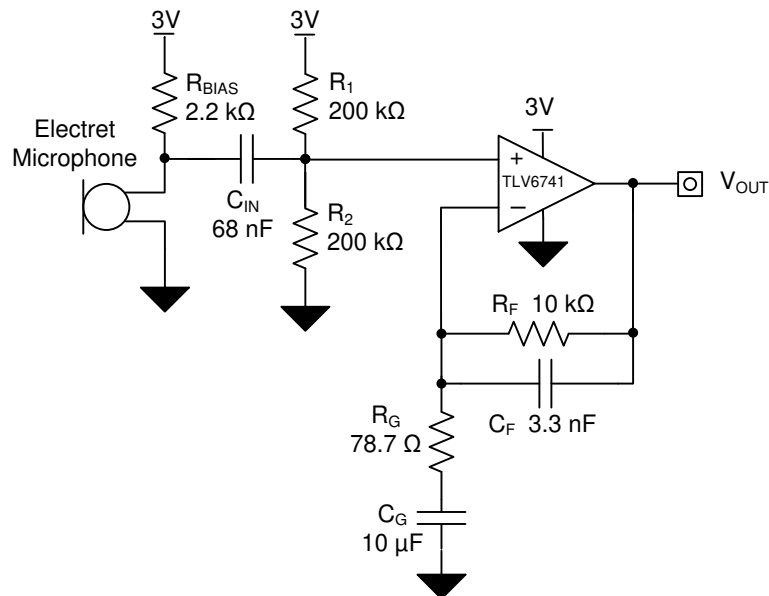 3V
3V
R_BIAS
2.2 kΩ
R_1
200 kΩ
3V
Electret
Microphone
+
TLV6741
−
V_OUT
C_IN
68 nF
R_2
200 kΩ
R_F 10 kΩ
C_F 3.3 nF
R_G
78.7 Ω
C_G
10 µF